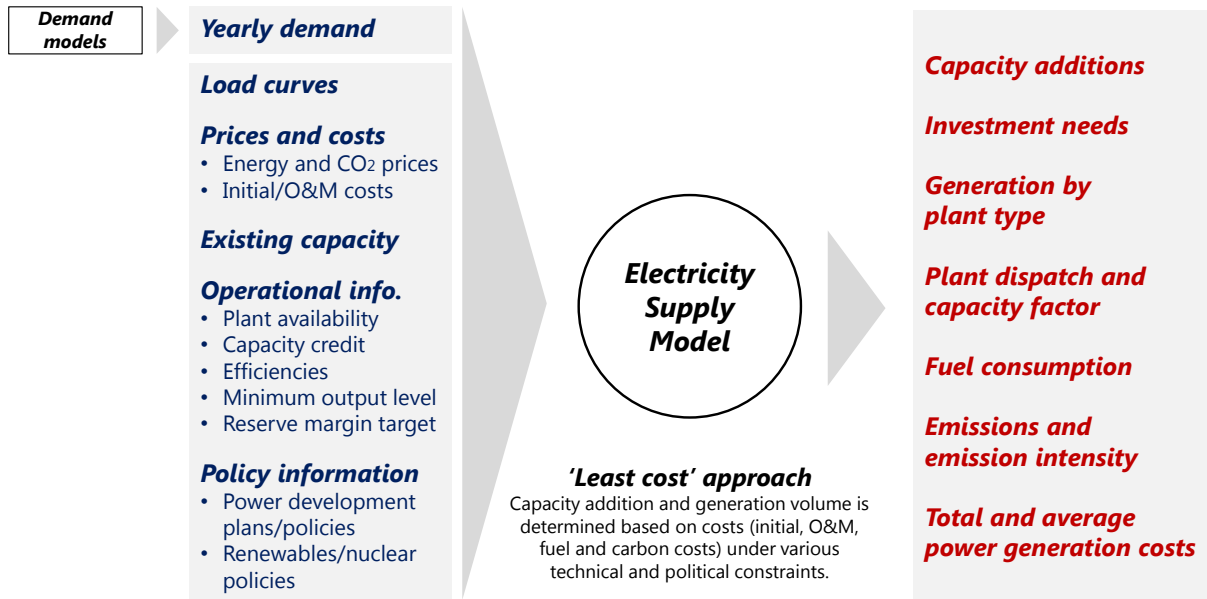 Demand
models
Yearly demand
Load curves
Prices and costs
• Energy and CO2 prices
• Initial/O&M costs
Existing capacity
Operational info.
• Plant availability
• Capacity credit
• Efficiencies
• Minimum output level
• Reserve margin target
Policy information
• Power development
plans/policies
• Renewables/nuclear
policies
Electricity
Supply
Model
‘Least cost’ approach
Capacity addition and generation volume is
determined based on costs (initial, O&M,
fuel and carbon costs) under various
technical and political constraints.
Capacity additions
Investment needs
Generation by
plant type
Plant dispatch and
capacity factor
Fuel consumption
Emissions and
emission intensity
Total and average
power generation costs